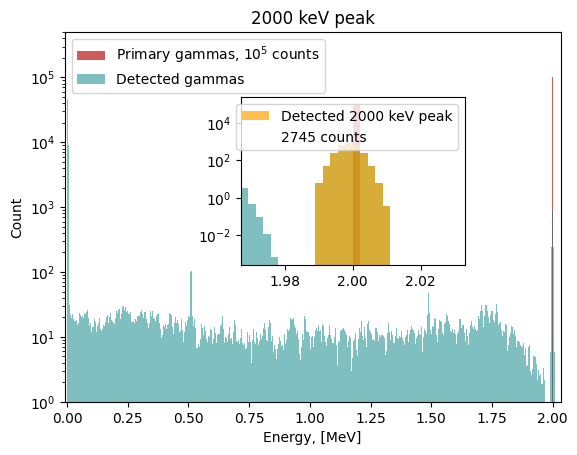 2000 keV peak
Primary gammas, 10⁵ counts
Detected gammas
Detected 2000 keV peak
2745 counts
10⁵
10⁴
10³
10²
10¹
10⁰
Count
10⁴
10²
10⁰
10⁻²
1.98 2.00 2.02
0.00 0.25 0.50 0.75 1.00 1.25 1.50 1.75 2.00
Energy, [MeV]